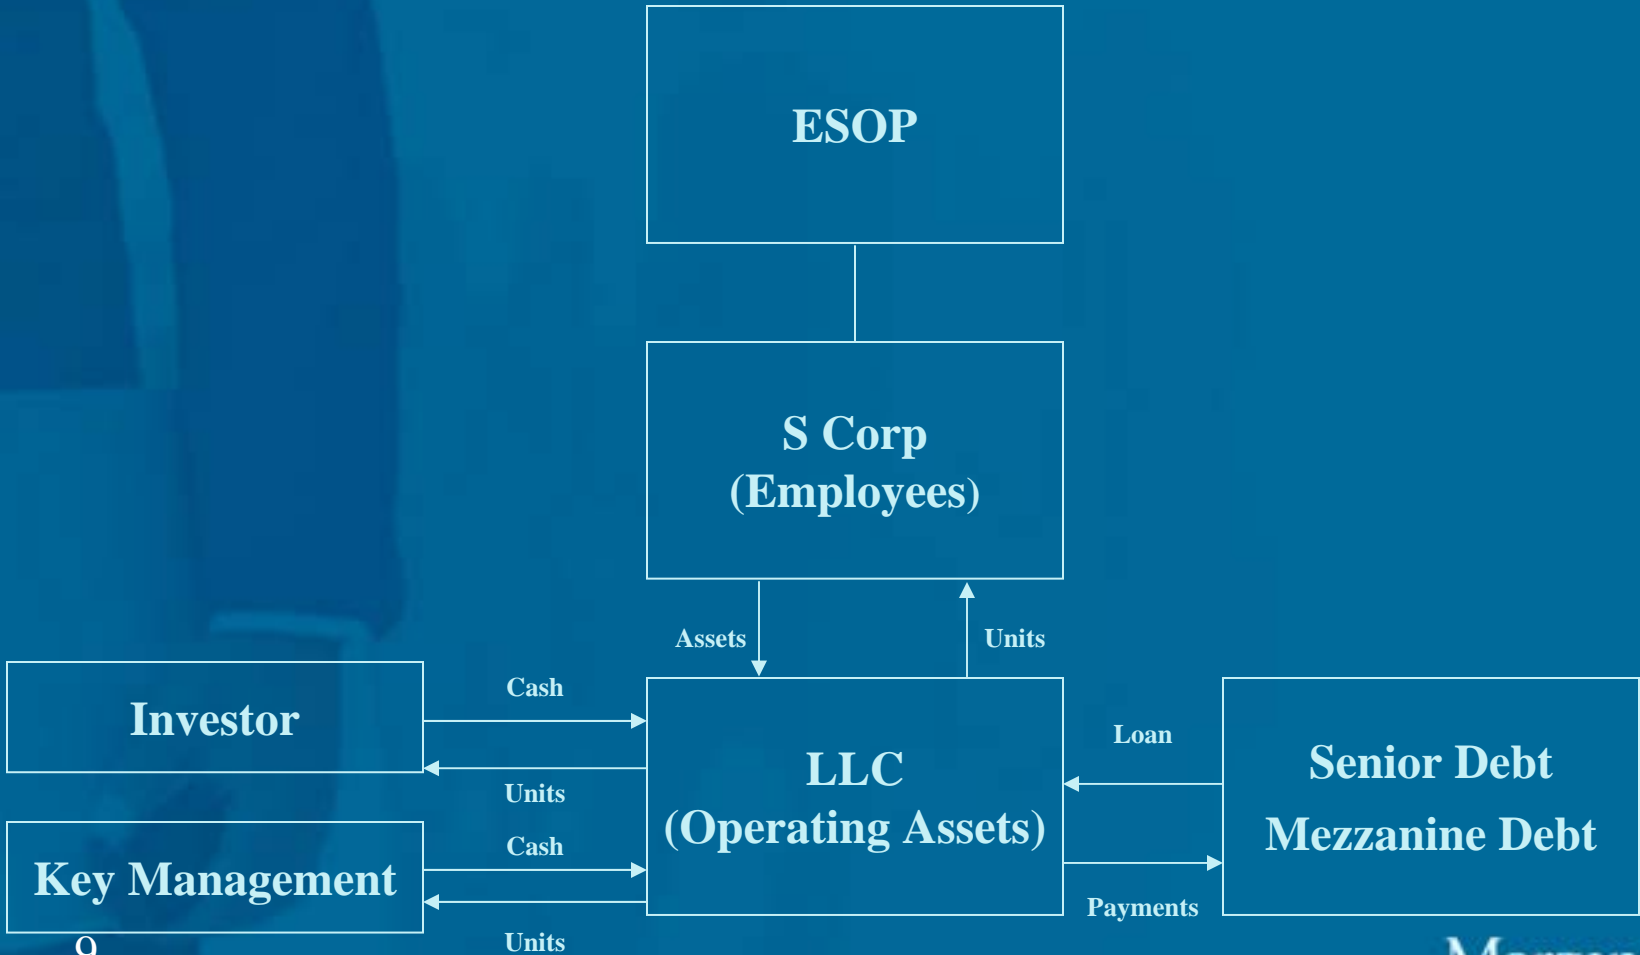 ESOP
S Corp
(Employees)
Assets
Units
Investor
Cash
Units
Key Management
Cash
Units
LLC
(Operating Assets)
Loan
Payments
Senior Debt
Mezzanine Debt
9